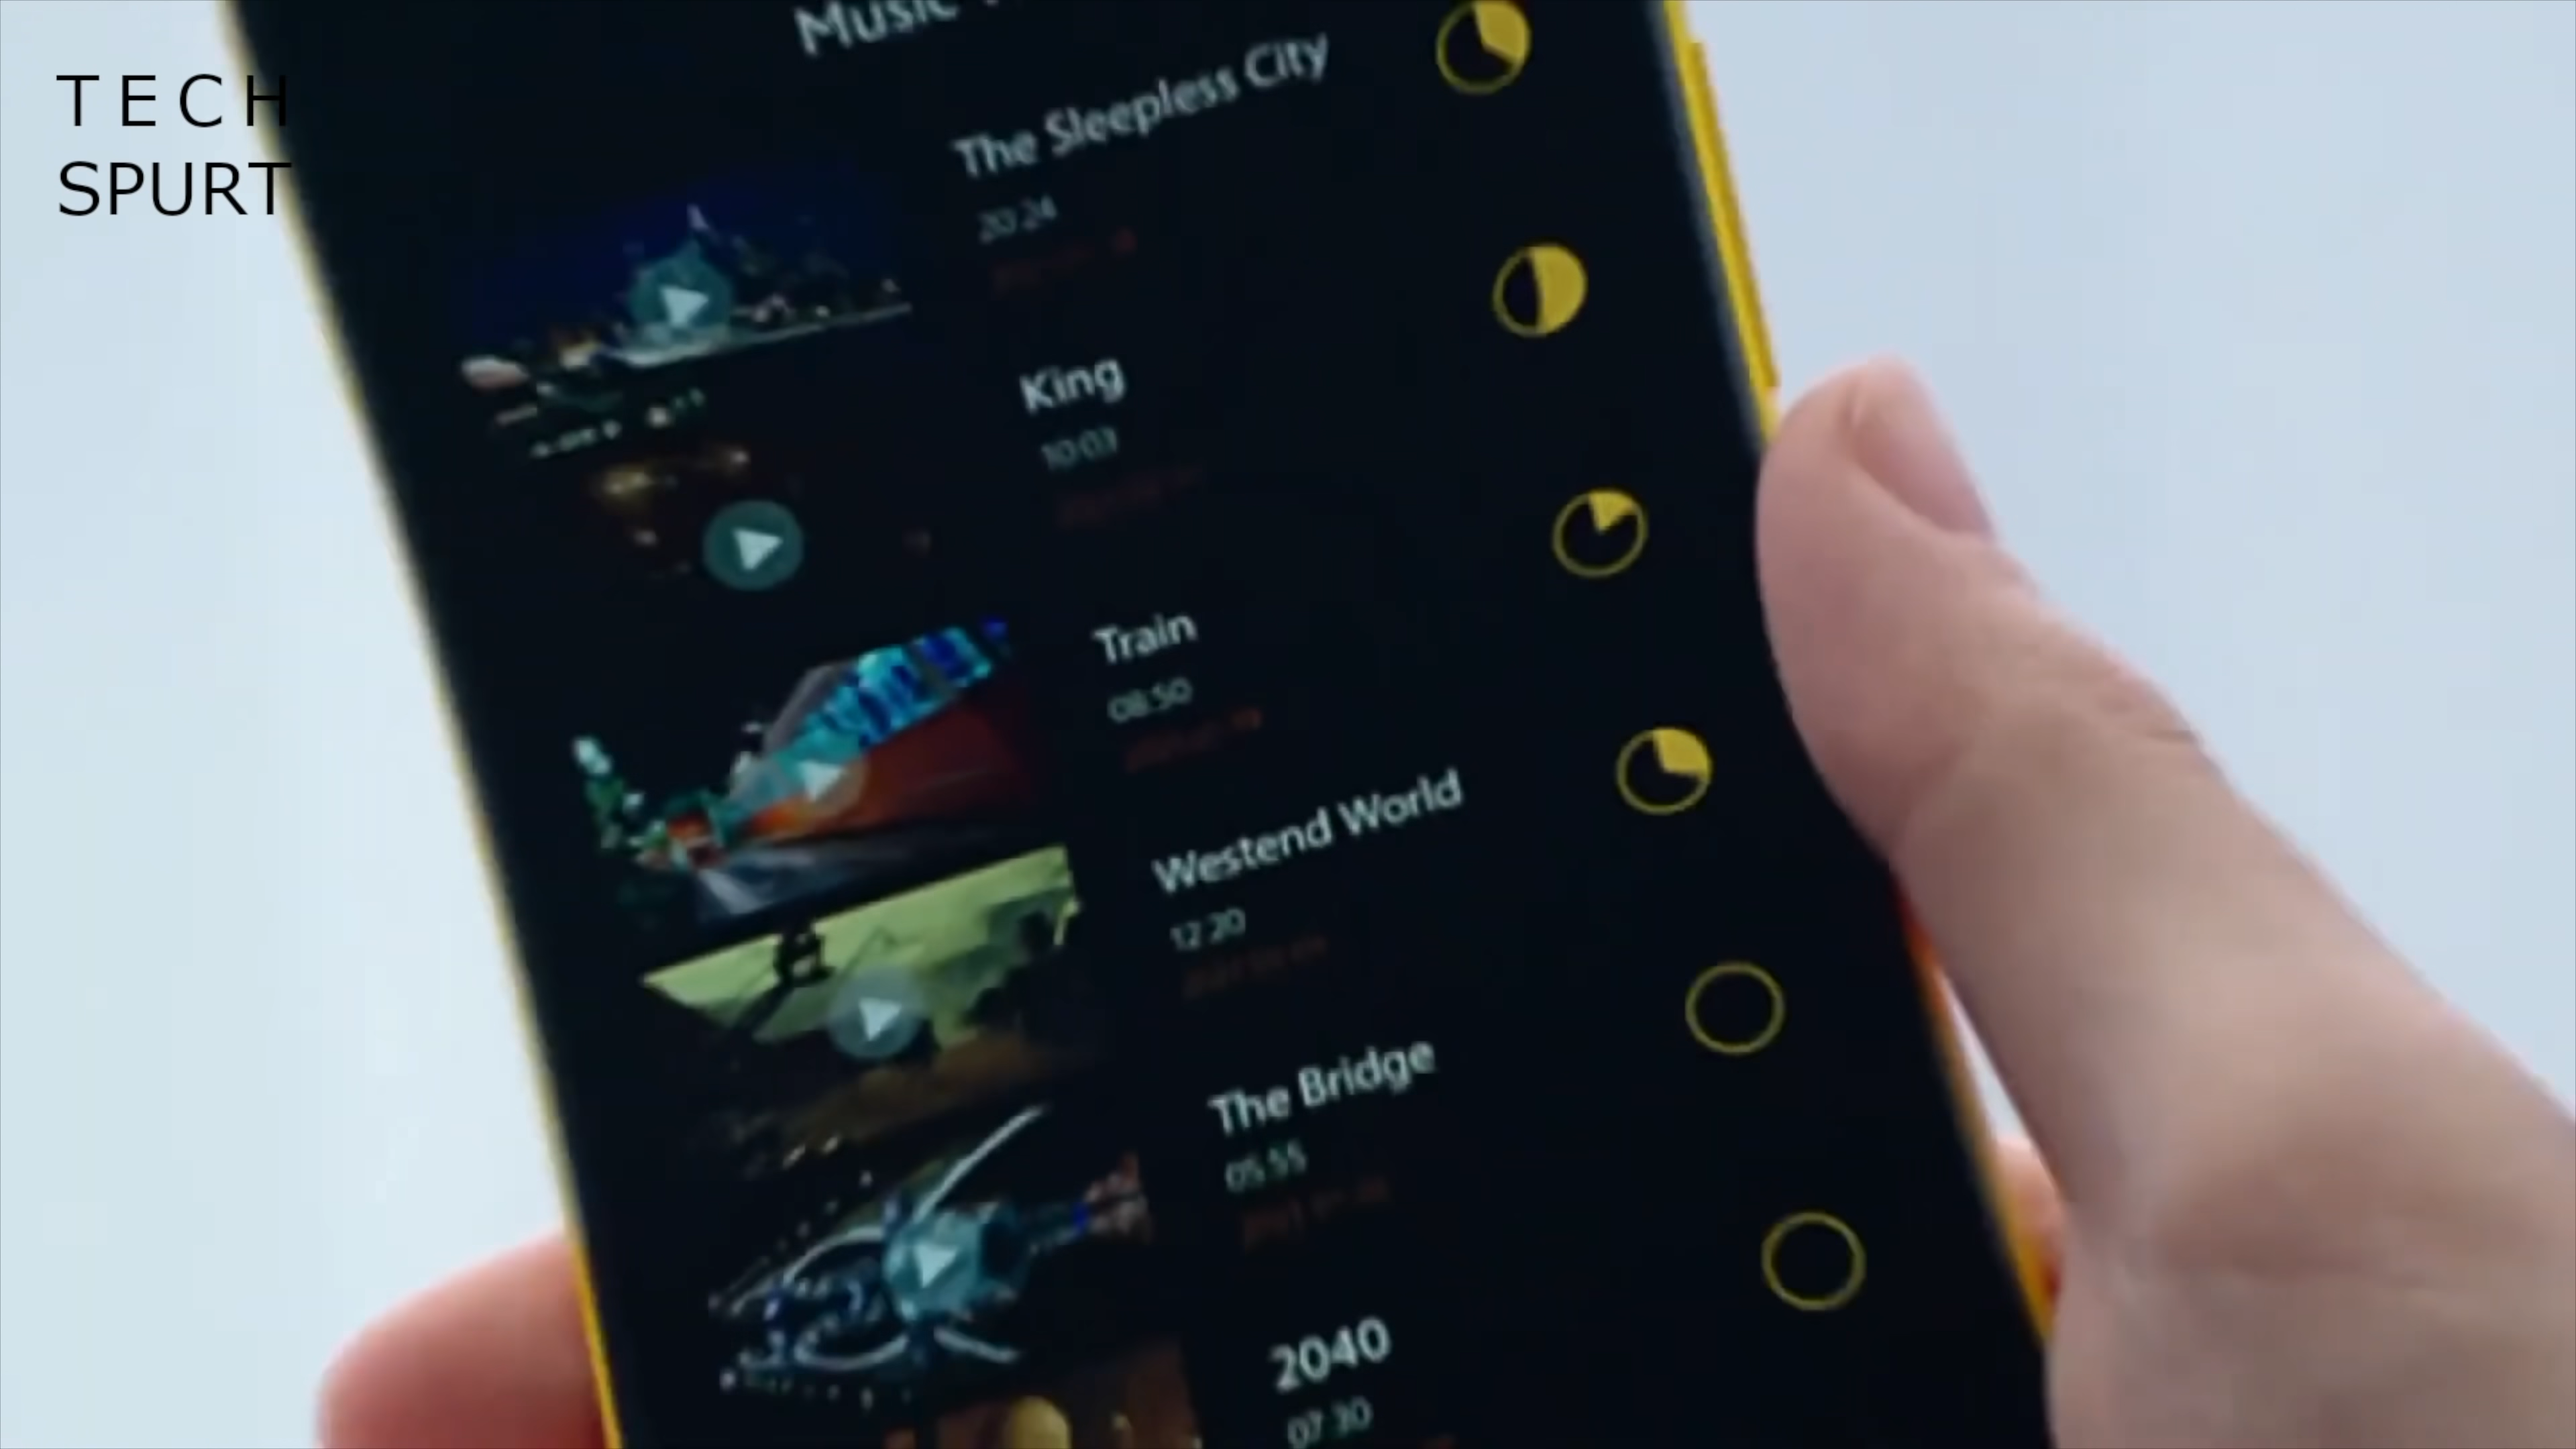 TECH
SPURT
Music
The Sleepless City
20:24
King
10:03
Train
08:50
Westend World
12:20
The Bridge
05:55
2040
07:30